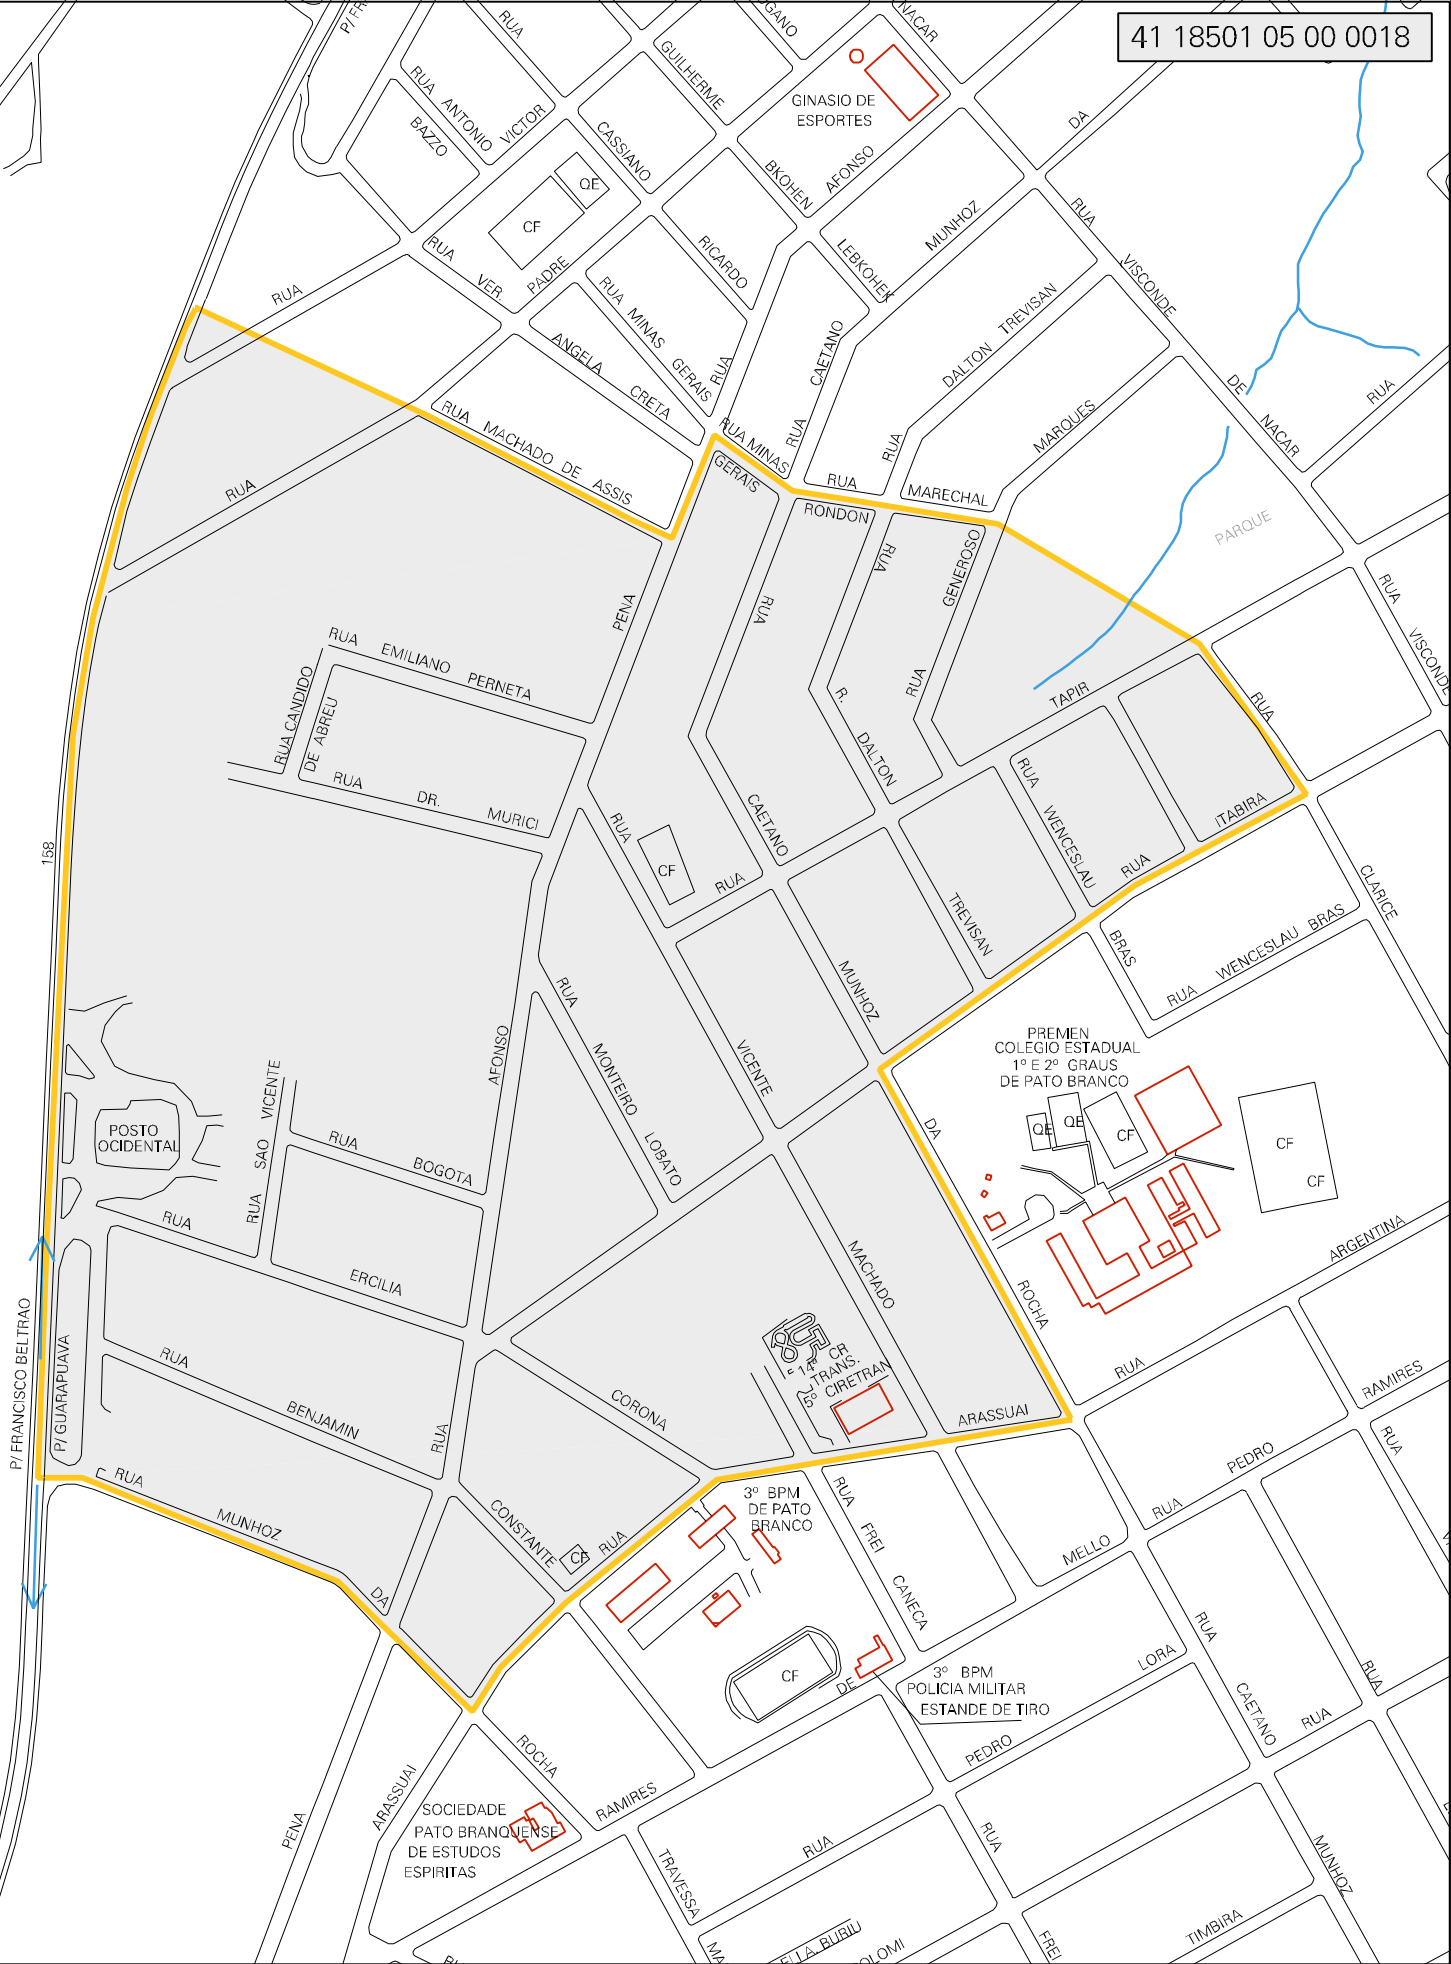 41 18501 05 00 0018
P/ FR
RUA
OGANO
NACAR
GUILHERME
RUA ANTONIO
BAZZO
VICTOR
CASSIANO
GINASIO DE
ESPORTES
DA
QE
CF
BKOHEN
AFONSO
RUA
VER.
PADRE
RICARDO
LEBKOHEK
MUNHOZ
RUA
VISCONDE
DE
NACAR
RUA
RUA MINAS GERAIS
ANGELA CRETA
RUA
CAETANO
RUA
DALTON TREVISAN
RUA
MARQUES
RUA
RUA MACHADO DE ASSIS
RUA MINAS
GERAIS
RUA
MARECHAL
RONDON
RUA
PARQUE
RUA
GENEROSO
RUA
VISCONDE
PENA
RUA
RUA EMILIANO PERNETA
RUA CANDIDO
DE ABREU
RUA DR. MURICI
R.
DALTON
RUA
TAPIR
RUA
158
RUA
CF
RUA
CAETANO
RUA
WENCESLAU
RUA
ITABIRA
CLARICE
TREVISAN
BRAS
RUA WENCESLAU BRAS
RUA
MUNHOZ
PREMEN
COLEGIO ESTADUAL
1º E 2º GRAUS
DE PATO BRANCO
AFONSO
MONTEIRO
LOBATO
VICENTE
DA
QE
QE
CF
CF
CF
POSTO
OCIDENTAL
RUA SAO VICENTE
RUA BOGOTA
RUA
ERCILIA
MACHADO
ROCHA
ARGENTINA
RUA
P/ FRANCISCO BELTRAO
P/ GUARAPUAVA
RUA
BENJAMIN
RUA
CORONA
14ª CR
TRANS.
5º CIRETRAN
ARASSUAI
RAMIRES
RUA
PEDRO
RUA
RUA
MUNHOZ
DA
CONSTANTE
CF
RUA
3º BPM
DE PATO
BRANCO
RUA
FREI
CANECA
MELLO
RUA
CAETANO
LORA
RUA
RUA
CF
DE
3º BPM
POLICIA MILITAR
ESTANDE DE TIRO
PEDRO
ROCHA
ARASSUAI
PENA
RAMIRES
SOCIEDADE
PATO BRANQUENSE
DE ESTUDOS
ESPIRITAS
TRAVESSA
RUA
RUA
MUNHOZ
FREI
TIMBIRA
MA
OLOMI